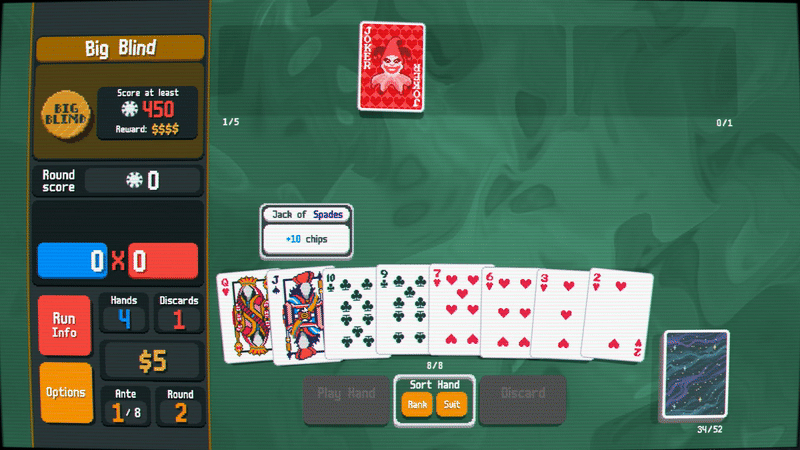 Big Blind
BIG
BLIND
Score at least
450
Reward: $$$$
Round
score
0
0 X 0
Run
Info
Hands
4
Discards
1
$5
Options
Ante
1/8
Round
2
JOKER
JOKER
1/5
0/1
Jack of Spades
+10 chips
Q
J
10
9
7
6
3
2
2
8/8
Play Hand
Sort Hand
Rank
Suit
Discard
34/52